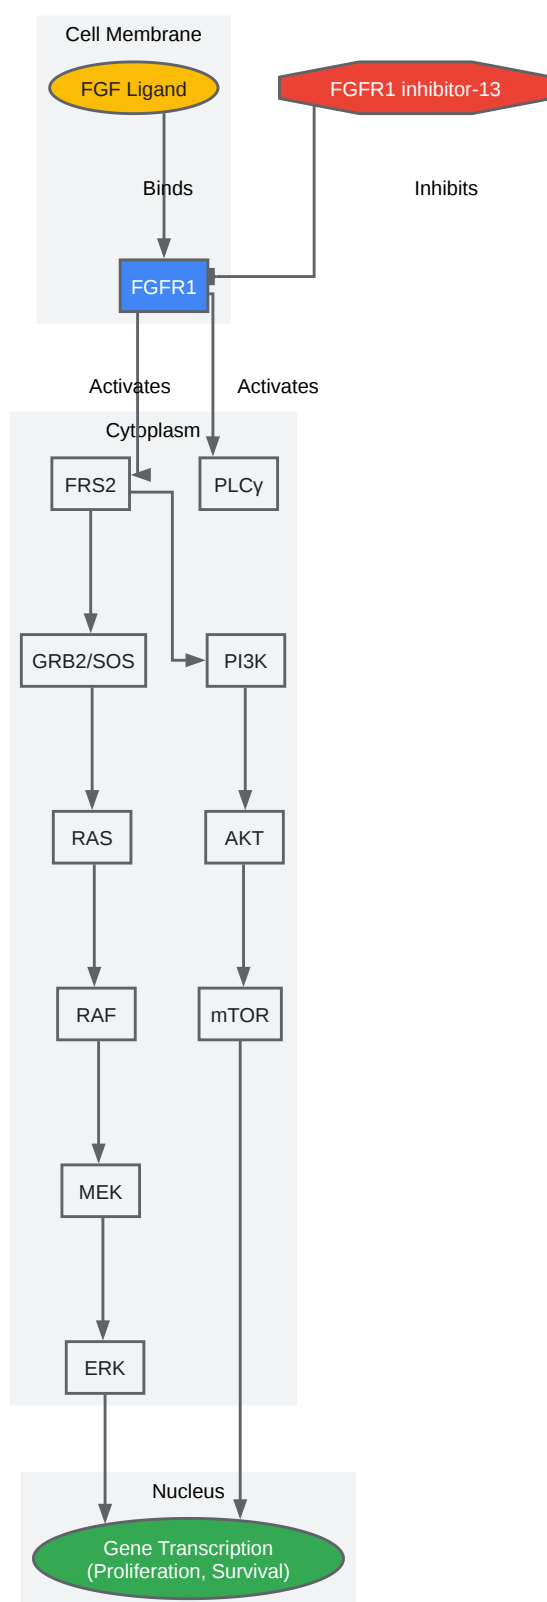 Cell Membrane
FGF Ligand
FGFR1 inhibitor-13
Binds
Inhibits
FGFR1
Activates
Activates
Cytoplasm
FRS2
PLCγ
GRB2/SOS
PI3K
RAS
AKT
RAF
mTOR
MEK
ERK
Nucleus
Gene Transcription
(Proliferation, Survival)